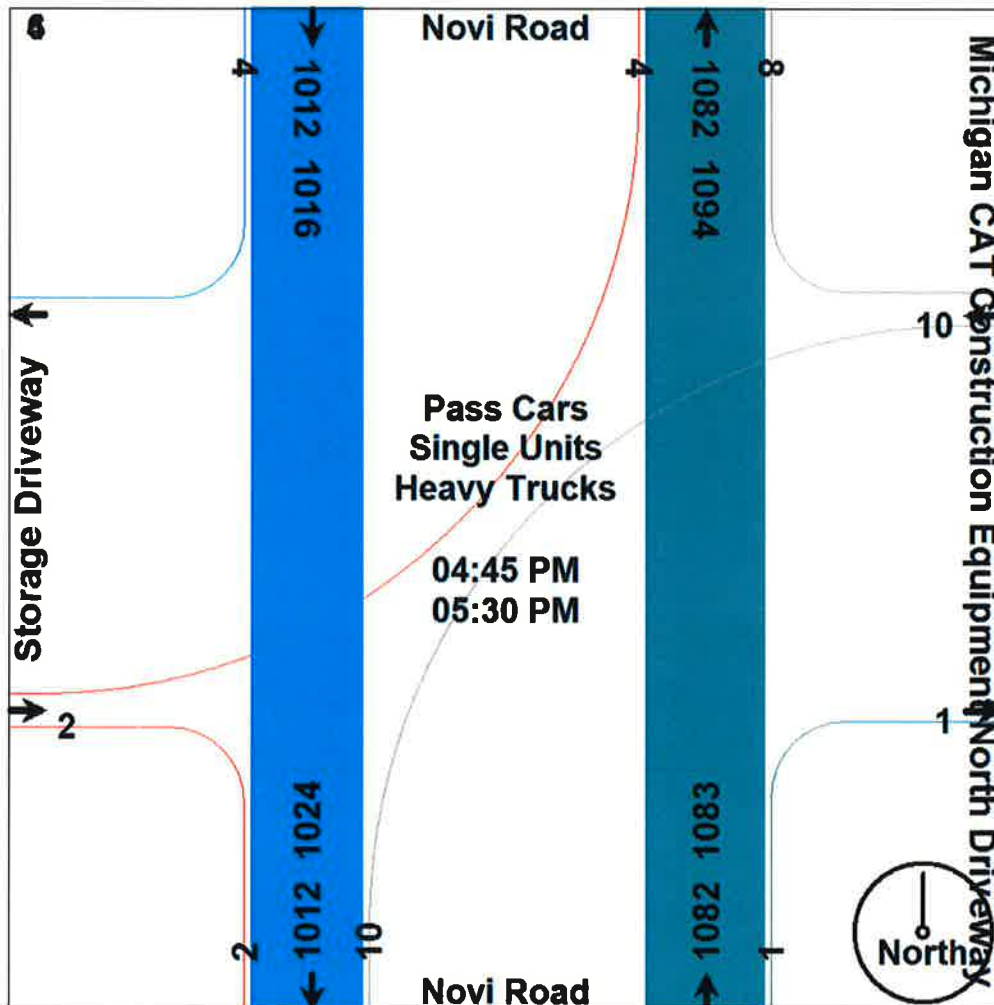 Novi Road
4
1012 1016
4
1082 1094
8
Michigan CAT Construction Equipment North Driveway
10
Storage Driveway
Pass Cars
Single Units
Heavy Trucks
04:45 PM
05:30 PM
2
1
2
1012 1024
10
1082 1083
1
North
Novi Road